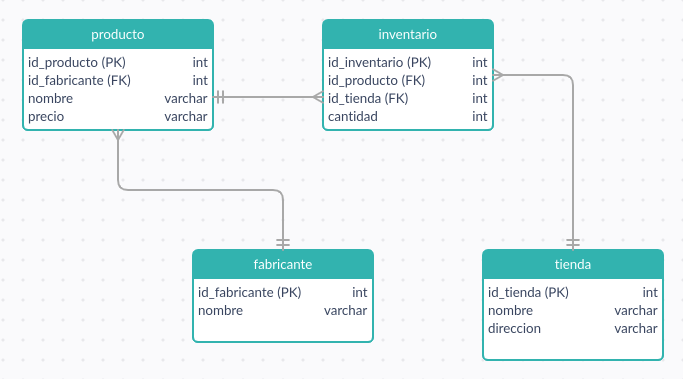 producto
id_producto (PK) int
id_fabricante (FK) int
nombre varchar
precio varchar
inventario
id_inventario (PK) int
id_producto (FK) int
id_tienda (FK) int
cantidad int
fabricante
id_fabricante (PK) int
nombre varchar
tienda
id_tienda (PK) int
nombre varchar
direccion varchar